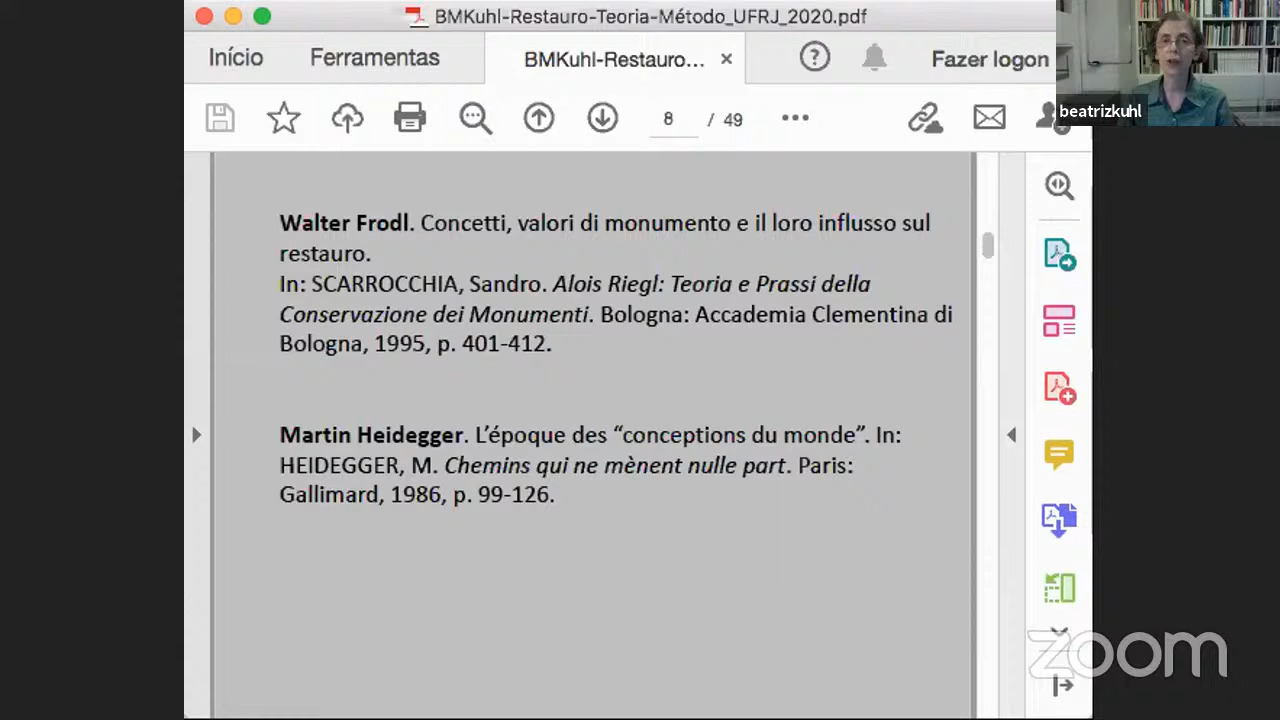 BMKuhl-Restauro-Teoria-Método_UFRJ_2020.pdf
Início
Ferramentas
BMKuhl-Restauro...
Fazer logon
8 / 49
beatrizkuhl
Walter Frodl. Concetti, valori di monumento e il loro influsso sul
restauro.
In: SCARROCCHIA, Sandro. Alois Riegl: Teoria e Prassi della
Conservazione dei Monumenti. Bologna: Accademia Clementina di
Bologna, 1995, p. 401-412.
Martin Heidegger. L’époque des “conceptions du monde”. In:
HEIDEGGER, M. Chemins qui ne mènent nulle part. Paris:
Gallimard, 1986, p. 99-126.
zoom